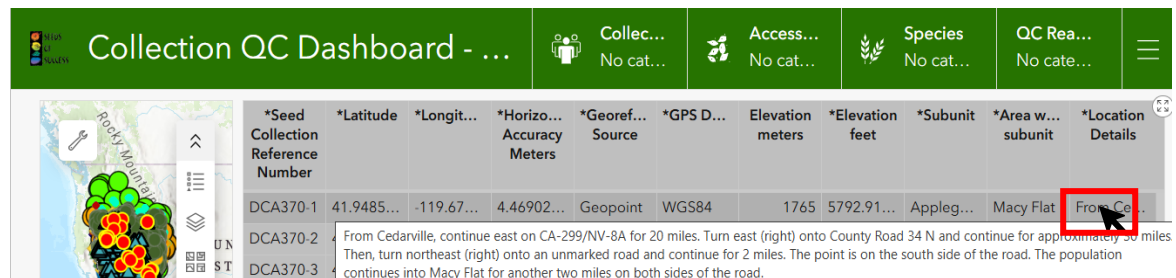 SEEDS OF SUCCESS
Collection QC Dashboard - ...
Collec...
No cat...
Access...
No cat...
Species
No cat...
QC Rea...
No cate...
Rocky Mountai
*Seed Collection Reference Number
*Latitude
*Longit...
*Horizo... Accuracy Meters
*Georef... Source
*GPS D...
Elevation meters
*Elevation feet
*Subunit
*Area w... subunit
*Location Details
DCA370-1 41.9485... -119.67... 4.46902... Geopoint WGS84 1765 5792.91... Appleg... Macy Flat From Ce...
DCA370-2
DCA370-3
U N
S T
From Cedarville, continue east on CA-299/NV-8A for 20 miles. Turn east (right) onto County Road 34 N and continue for approximately 30 miles.
Then, turn northeast (right) onto an unmarked road and continue for 2 miles. The point is on the south side of the road. The population
continues into Macy Flat for another two miles on both sides of the road.